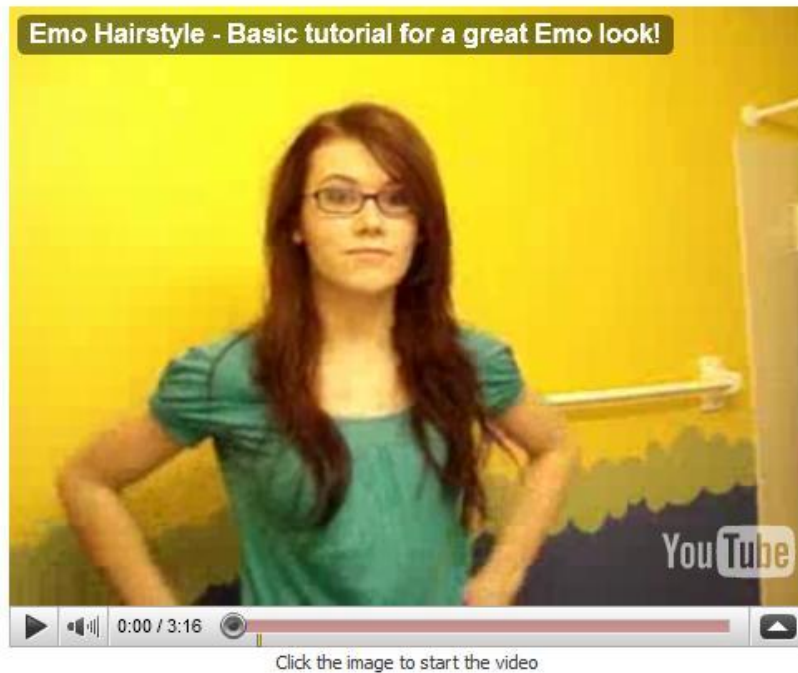 Emo Hairstyle - Basic tutorial for a great Emo look!
YouTube
0:00 / 3:16
Click the image to start the video